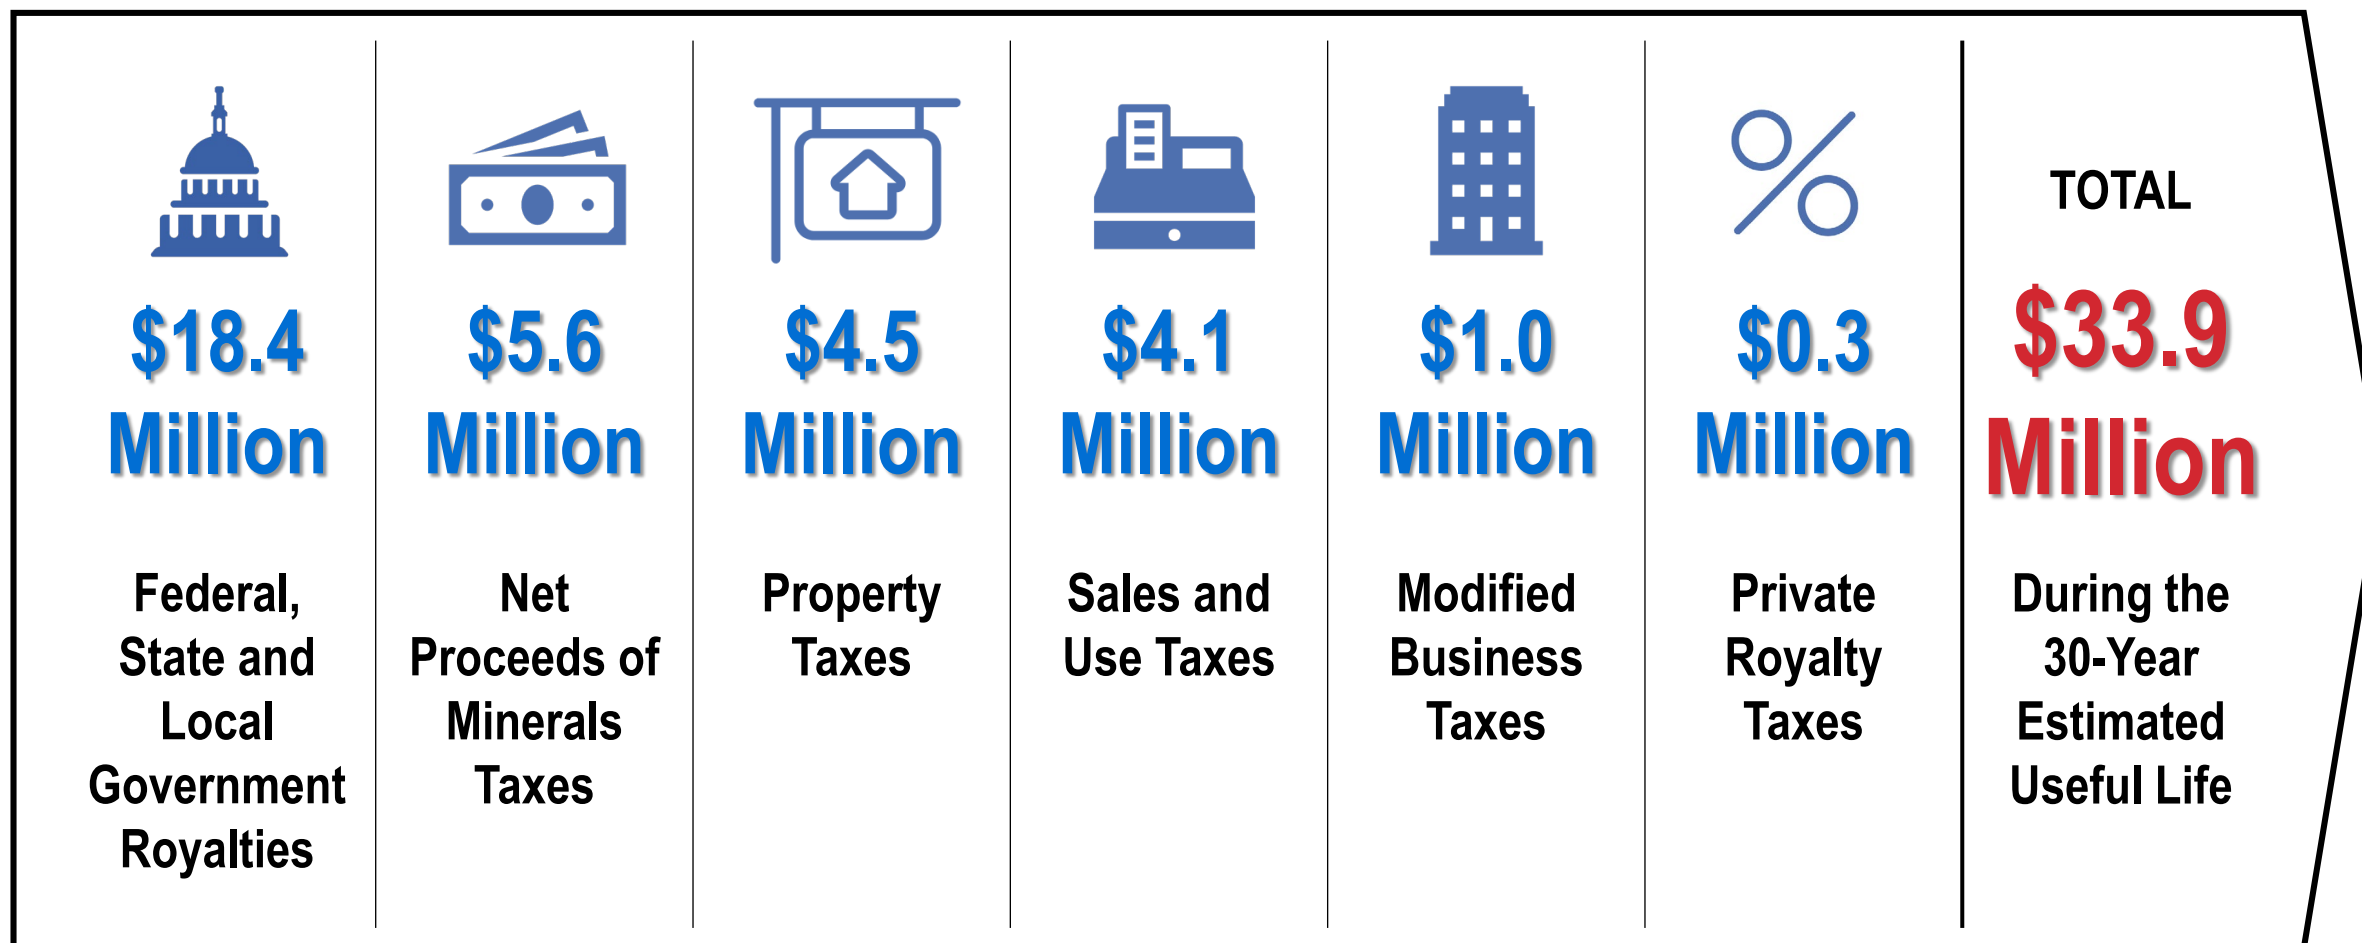 $18.4
Million
Federal,
State and
Local
Government
Royalties
$5.6
Million
Net
Proceeds of
Minerals
Taxes
$4.5
Million
Property
Taxes
$4.1
Million
Sales and
Use Taxes
$1.0
Million
Modified
Business
Taxes
$0.3
Million
Private
Royalty
Taxes
TOTAL
$33.9
Million
During the
30-Year
Estimated
Useful Life